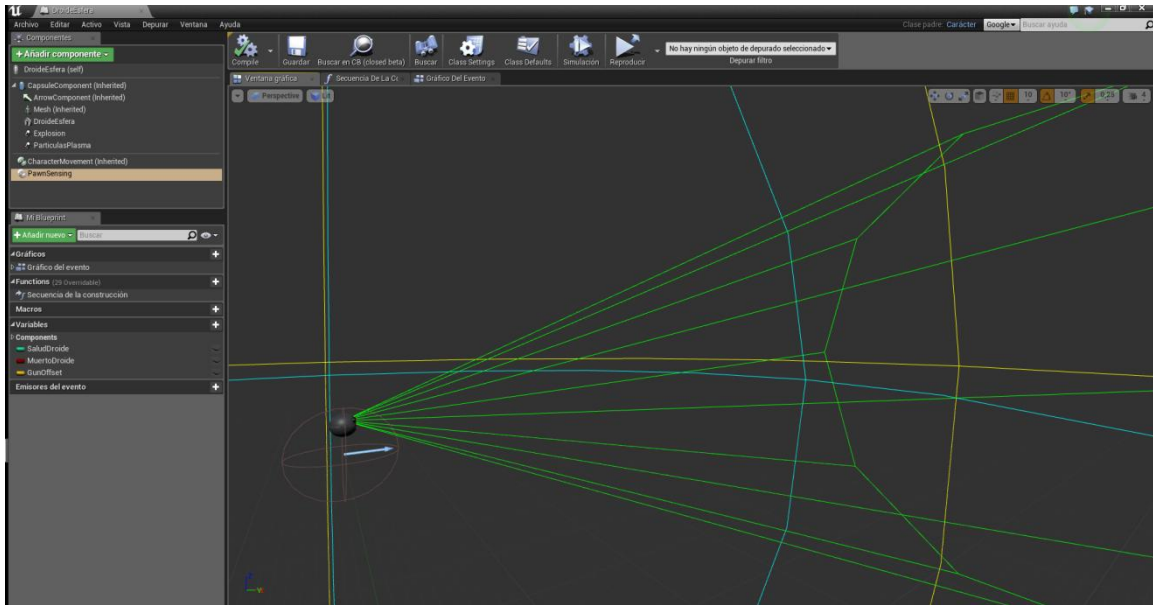 DroideEsfera
Archivo Editar Activo Vista Depurar Ventana Ayuda
Clase padre: Carácter Google Buscar ayuda
Componentes
+Añadir componente
Compile Guardar Buscar en CB (closed beta) Buscar Class Settings Class Defaults Simulación Reproducir
No hay ningún objeto de depurado seleccionado
Depurar filtro
DroideEsfera (self)
Ventana gráfica Secuencia De La Co Gráfico Del Evento
CapsuleComponent (Inherited)
Perspective Lit 10 10° 0,25 4
ArrowComponent (Inherited)
Mesh (Inherited)
DroideEsfera
Explosion
ParticulasPlasma
CharacterMovement (Inherited)
PawnSensing
Mi Blueprint
+Añadir nuevo Buscar
Gráficos
Gráfico del evento
Functions (29 Overridable)
Secuencia de la construcción
Macros
Variables
Components
SaludDroide
MuertoDroide
GunOffset
Emisores del evento